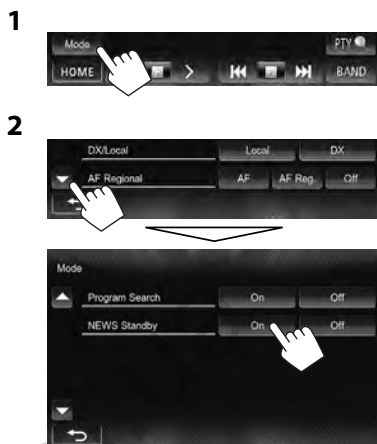 1
Mode PTY
HOME BAND
2
DX/Local Local DX
AF Regional AF AF Reg. Off
Mode
Program Search On Off
NEWS Standby On Off